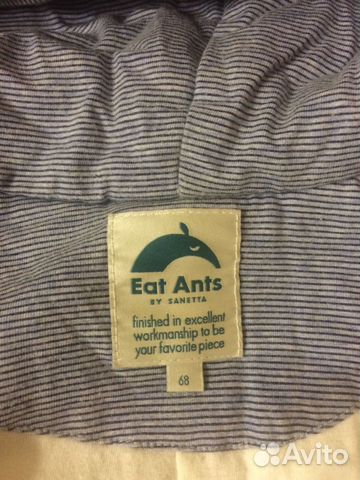 Eat Ants
BY SANETTA
finished in excellent
workmanship to be
your favorite piece
68
Avito